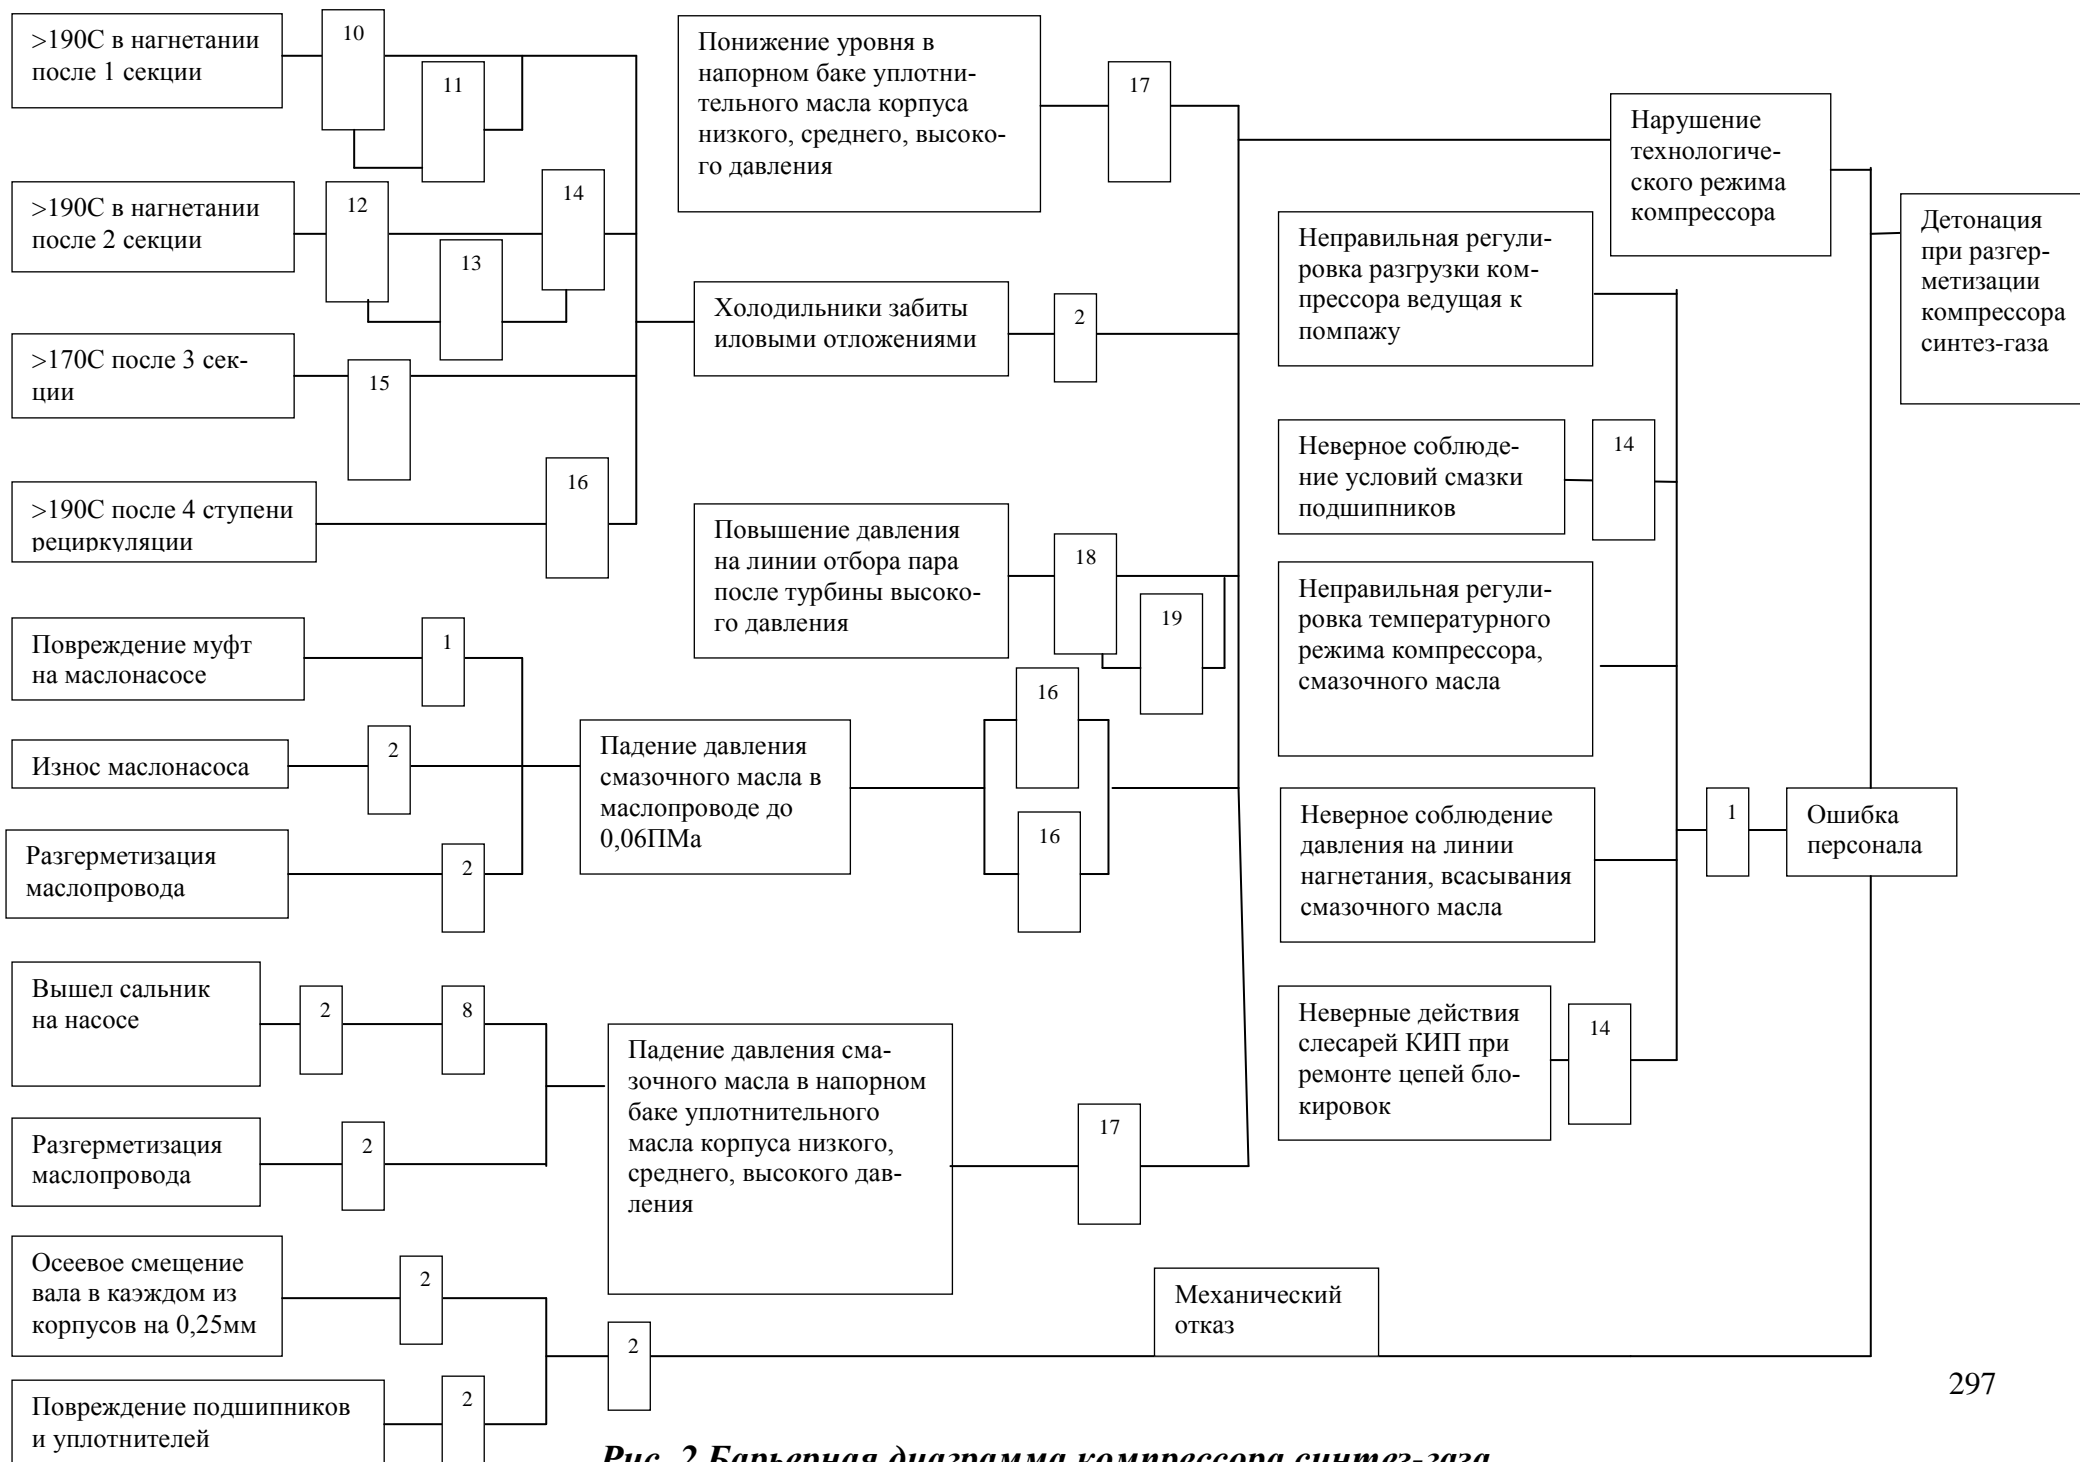 >190С в нагнетании
после 1 секции
10
11
>190С в нагнетании
после 2 секции
12
13
14
>170С после 3 сек-
ции
15
>190С после 4 ступени
рециркуляции
16
Повреждение муфт
на маслонасосе
1
Износ маслонасоса
2
Разгерметизация
маслопровода
2
Вышел сальник
на насосе
2
8
Разгерметизация
маслопровода
2
Осеевое смещение
вала в каэждом из
корпусов на 0,25мм
2
Повреждение подшипников
и уплотнителей
2
2
Понижение уровня в
напорном баке уплотни-
тельного масла корпуса
низкого, среднего, высоко-
го давления
17
Холодильники забиты
иловыми отложениями
2
Повышение давления
на линии отбора пара
после турбины высоко-
го давления
18
19
Падение давления
смазочного масла в
маслопроводе до
0,06ПМа
16
16
Падение давления сма-
зочного масла в напорном
баке уплотнительного
масла корпуса низкого,
среднего, высокого дав-
ления
17
Механический
отказ
Нарушение
технологиче-
ского режима
компрессора
Неправильная регули-
ровка разгрузки ком-
прессора ведущая к
помпажу
Неверное соблюде-
ние условий смазки
подшипников
14
Неправильная регули-
ровка температурного
режима компрессора,
смазочного масла
Неверное соблюдение
давления на линии
нагнетания, всасывания
смазочного масла
Неверные действия
слесарей КИП при
ремонте цепей бло-
кировок
14
1
Ошибка
персонала
Детонация
при разгер-
метизации
компрессора
синтез-газа
297
Рис. 2 Барьерная диаграмма компрессора синтез-газа